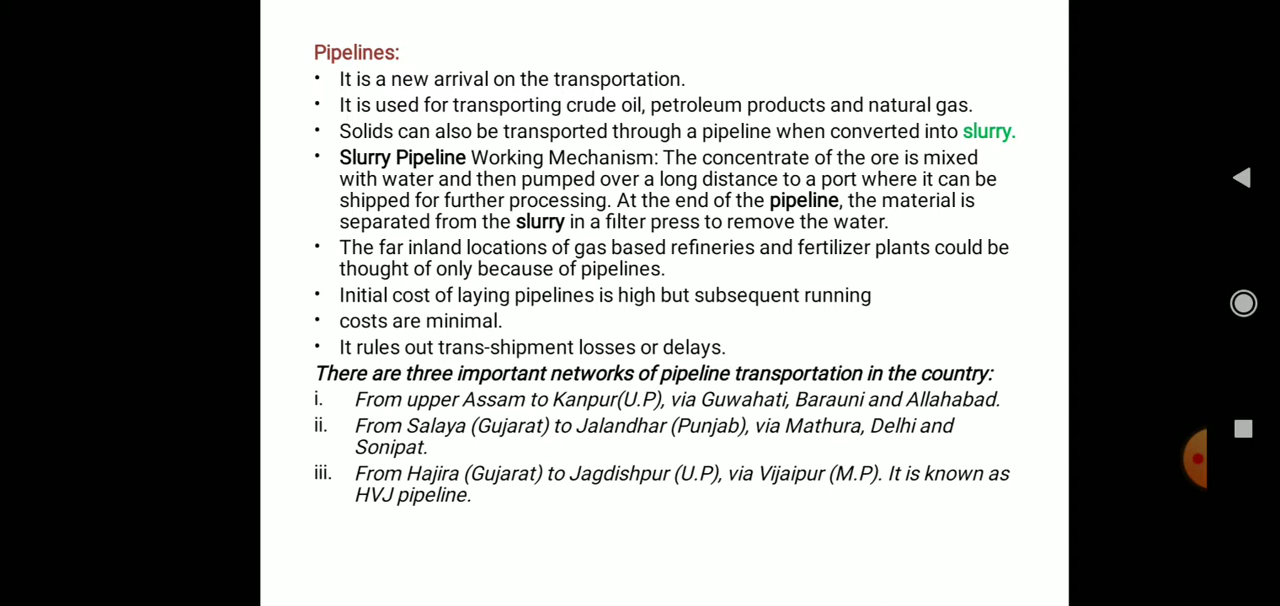 Pipelines:
• It is a new arrival on the transportation.
• It is used for transporting crude oil, petroleum products and natural gas.
• Solids can also be transported through a pipeline when converted into slurry.
• Slurry Pipeline Working Mechanism: The concentrate of the ore is mixed
with water and then pumped over a long distance to a port where it can be
shipped for further processing. At the end of the pipeline, the material is
separated from the slurry in a filter press to remove the water.
• The far inland locations of gas based refineries and fertilizer plants could be
thought of only because of pipelines.
• Initial cost of laying pipelines is high but subsequent running
• costs are minimal.
• It rules out trans-shipment losses or delays.
There are three important networks of pipeline transportation in the country:
i. From upper Assam to Kanpur(U.P), via Guwahati, Barauni and Allahabad.
ii. From Salaya (Gujarat) to Jalandhar (Punjab), via Mathura, Delhi and
Sonipat.
iii. From Hajira (Gujarat) to Jagdishpur (U.P), via Vijaipur (M.P). It is known as
HVJ pipeline.